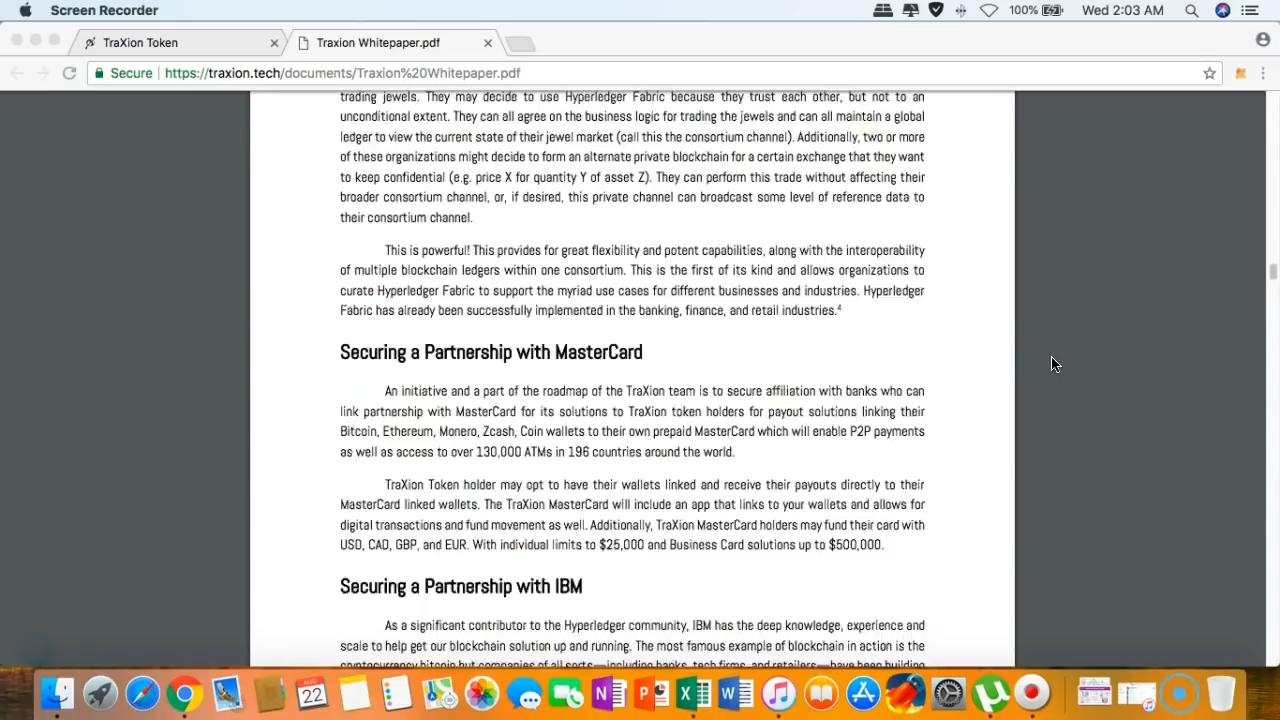 Screen Recorder
100%
Wed 2:03 AM
TraXion Token
Traxion Whitepaper.pdf
Secure
https://traxion.tech/documents/Traxion%20Whitepaper.pdf
trading jewels. They may decide to use Hyperledger Fabric because they trust each other, but not to an
unconditional extent. They can all agree on the business logic for trading the jewels and can all maintain a global
ledger to view the current state of their jewel market (call this the consortium channel). Additionally, two or more
of these organizations might decide to form an alternate private blockchain for a certain exchange that they want
to keep confidential (e.g. price X for quantity Y of asset Z). They can perform this trade without affecting their
broader consortium channel, or, if desired, this private channel can broadcast some level of reference data to
their consortium channel.
This is powerful! This provides for great flexibility and potent capabilities, along with the interoperability
of multiple blockchain ledgers within one consortium. This is the first of its kind and allows organizations to
curate Hyperledger Fabric to support the myriad use cases for different businesses and industries. Hyperledger
Fabric has already been successfully implemented in the banking, finance, and retail industries.⁴
Securing a Partnership with MasterCard
An initiative and a part of the roadmap of the TraXion team is to secure affiliation with banks who can
link partnership with MasterCard for its solutions to TraXion token holders for payout solutions linking their
Bitcoin, Ethereum, Monero, Zcash, Coin wallets to their own prepaid MasterCard which will enable P2P payments
as well as access to over 130,000 ATMs in 196 countries around the world.
TraXion Token holder may opt to have their wallets linked and receive their payouts directly to their
MasterCard linked wallets. The TraXion MasterCard will include an app that links to your wallets and allows for
digital transactions and fund movement as well. Additionally, TraXion MasterCard holders may fund their card with
USD, CAD, GBP, and EUR. With individual limits to $25,000 and Business Card solutions up to $500,000.
Securing a Partnership with IBM
As a significant contributor to the Hyperledger community, IBM has the deep knowledge, experience and
scale to help get our blockchain solution up and running. The most famous example of blockchain in action is the
cryptocurrency bitcoin but companies of all sorts—including banks, tech firms, and retailers—have been building
AUG
22